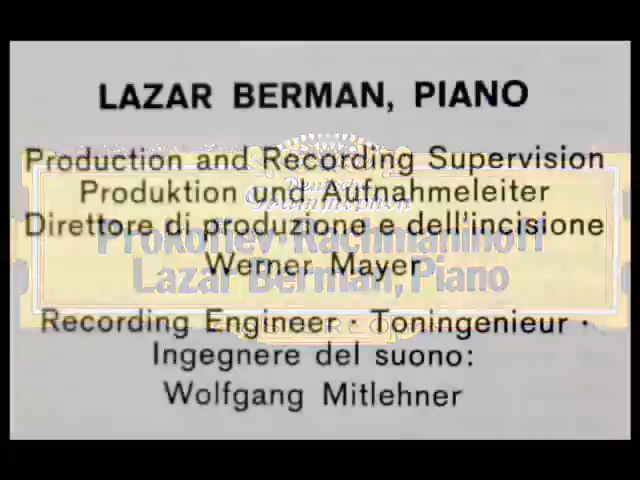 LAZAR BERMAN, PIANO
Production and Recording Supervision
Produktion und Aufnahmeleiter
Direttore di produzione e dell'incisione
Werner Mayer
Prokofiev · Rachmaninoff
Lazar Berman, Piano
Recording Engineer · Toningenieur ·
Ingegnere del suono:
Wolfgang Mitlehner